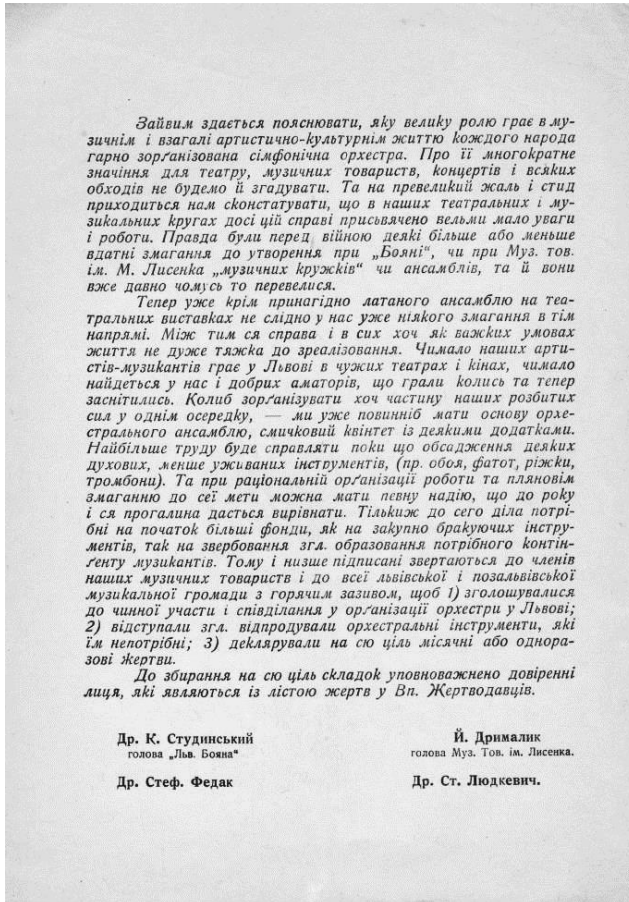 Зайвим здається пояснювати, яку велику ролю грає в му-
зичнім і взагалі артистично-культурнім життю кождого народа
гарно зорґанізована сімфонічна орхестра. Про її многократне
значіння для театру, музичних товариств, концертів і всяких
обходів не будемо й згадувати. Та на превеликий жаль і стид
приходиться нам сконстатувати, що в наших театральних і му-
зикальних кругах досі цій справі присьвячено вельми мало уваги
і роботи. Правда були перед війною деякі більше або меньше
вдатні змагання до утворення при „Бояні“, чи при Муз. тов.
ім. М. Лисенка „музичних кружків“ чи ансамблів, та й вони
вже давно чомусь то перевелися.
Тепер уже крім принагідно латаного ансамблю на теа-
тральних виставках не слідно у нас уже ніякого змагання в тім
напрямі. Між тим ся справа і в сих хоч як важких умовах
життя не дуже тяжка до зреалізовання. Чимало наших арти-
стів-музикантів грає у Львові в чужих театрах і кінах, чимало
найдеться у нас і добрих аматорів, що грали колись та тепер
заснітились. Колиб зорґанізувати хоч частину наших розбитих
сил у однім осередку, — ми уже повиннiб мати основу орхе-
стрального ансамблю, смичковий квінтет із деякими додатками.
Найбільше труду буде справляти поки що обсадження деяких
духових, менше уживаних інструментів, (пр. обоя, фаґот, ріжки,
тромбони). Та при раціональній орґанізації роботи та пляновім
змаганню до сеї мети можна мати певну надію, що до року
і ся прогалина дасться вирівнати. Тількиж до сего діла потрі-
бні на початок більші фонди, як на закупно бракуючих інстру-
ментів, так на звербовання згл. образовання потрібного контін-
ґенту музикантів. Тому і низше підписані звертаються до членів
наших музичних товариств і до всеї львівської і позальвівської
музикальної громади з горячим зазивом, щоб 1) зголошувалися
до чинної участи і співділання у орґанізації орхестри у Львові;
2) відступали згл. відпродували орхестральні інструменти, які
їм непотрібні; 3) деклярували на сю ціль місячні або однора-
зові жертви.
До збирання на сю ціль складок уповноважнено довіренні
лиця, які являються із лістою жертв у Вп. Жертводавців.
Др. К. Студинський
голова „Льв. Бояна“
Др. Стеф. Федак
Й. Дрималик
голова Муз. Тов. ім. Лисенка.
Др. Ст. Людкевич.